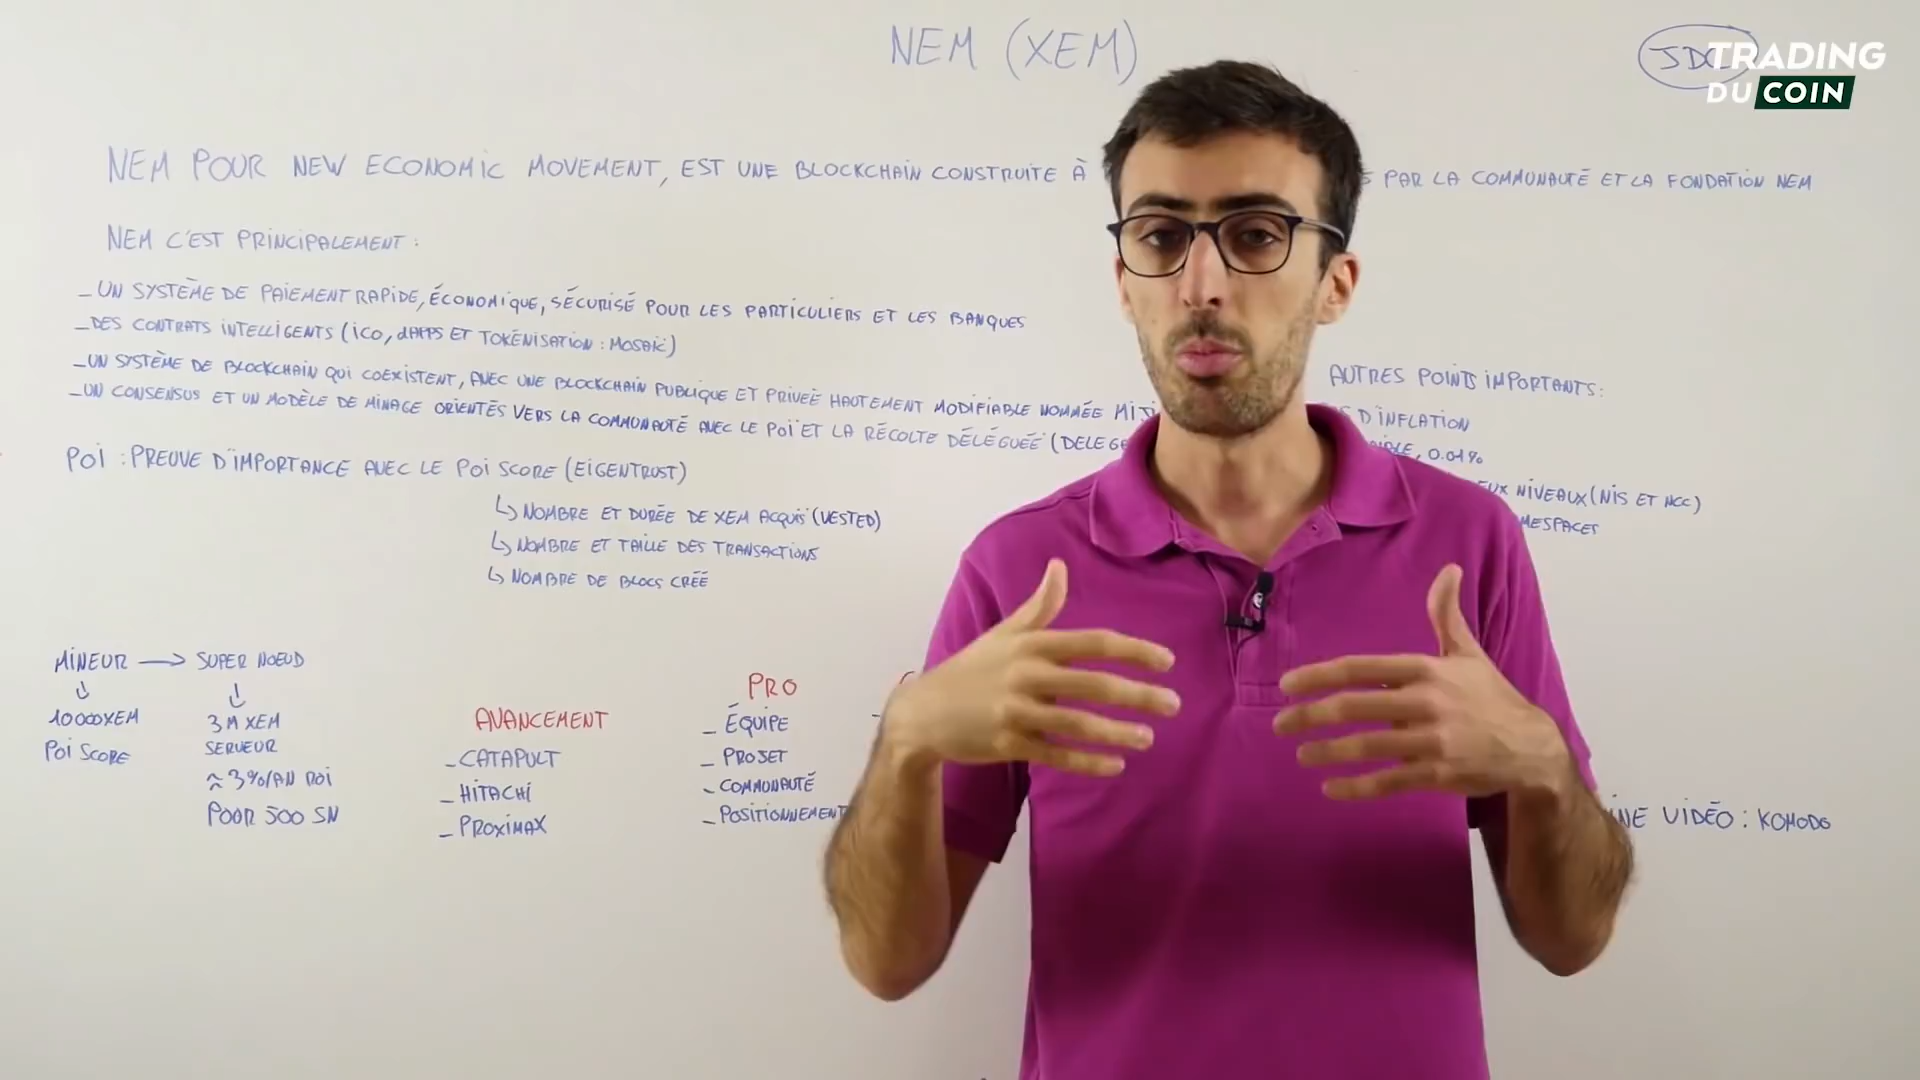 NEM (XEM)
TRADING
DU COIN
NEM POUR NEW ECONOMIC MOVEMENT, EST UNE BLOCKCHAIN CONSTRUITE À
PAR LA COMMUNAUTÉ ET LA FONDATION NEM
NEM C'EST PRINCIPALEMENT :
_ UN SYSTÈME DE PAIEMENT RAPIDE, ÉCONOMIQUE, SÉCURISÉ POUR LES PARTICULIERS ET LES BANQUES
_ DES CONTRATS INTELLIGENTS (ICO, dAPPS ET TOKENISATION : MOSAIC)
_ UN SYSTÈME DE BLOCKCHAIN QUI COEXISTENT, AVEC UNE BLOCKCHAIN PUBLIQUE ET PRIVEÉ HAUTEMENT MODIFIABLE NOMMÉE
_ UN CONSENSUS ET UN MODÈLE DE MINAGE ORIENTÉS VERS LA COMMUNAUTÉ AVEC LE POI ET LA RÉCOLTE DÉLÉGUÉE
POI : PREUVE D'IMPORTANCE AVEC LE POI SCORE (EIGENTRUST)
↳ NOMBRE ET DURÉE DE XEM ACQUIS (VESTED)
↳ NOMBRE ET TAILLE DES TRANSACTIONS
↳ NOMBRE DE BLOCS CRÉÉ
AUTRES POINTS IMPORTANTS :
D'INFLATION
, 0.01%
NIVEAUX (NIS ET NCC)
MESPACES
MINEUR → SUPER NOEUD
↓ ↓
10000 XEM
POI SCORE
3M XEM
SERVEUR
≈ 3%/AN ROI
POUR 500 SN
AVANCEMENT
_ CATAPULT
_ HITACHI
_ PROXIMAX
PRO
_ ÉQUIPE
_ PROJET
_ COMMUNAUTÉ
_ POSITIONNEMENT
VIDÉO : KOMODO